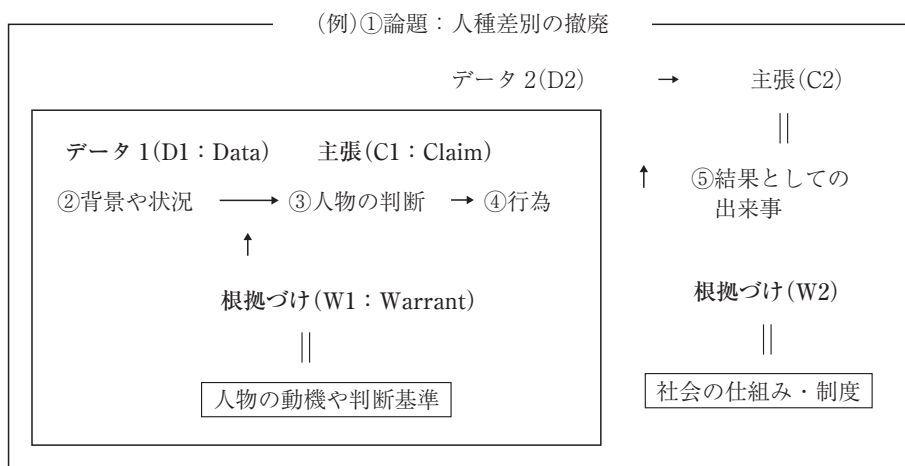 (例)①論題：人種差別の撤廃
データ 2(D2) → 主張(C2)
データ 1(D1：Data) 主張(C1：Claim)
②背景や状況 → ③人物の判断 → ④行為
⑤結果としての
出来事
根拠づけ(W1：Warrant)
根拠づけ(W2)
人物の動機や判断基準
社会の仕組み・制度